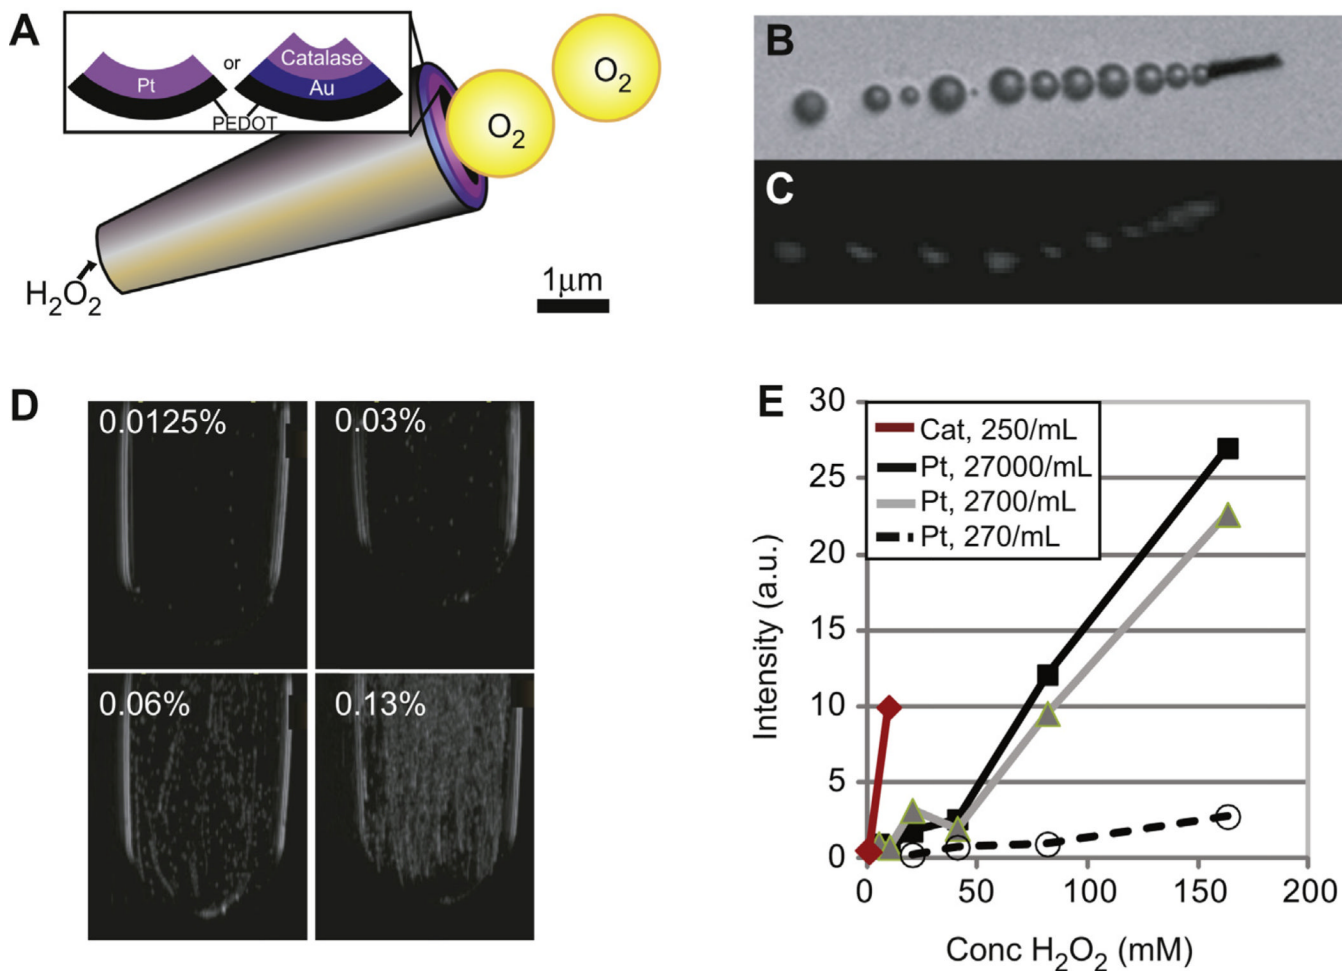 A
Pt
or
Catalase
Au
PEDOT
O₂
O₂
H₂O₂
1μm
B
C
D
0.0125%
0.03%
0.06%
0.13%
E
30
25
20
15
10
5
0
Cat, 250/mL
Pt, 27000/mL
Pt, 2700/mL
Pt, 270/mL
Intensity (a.u.)
0
50
100
150
200
Conc H₂O₂ (mM)